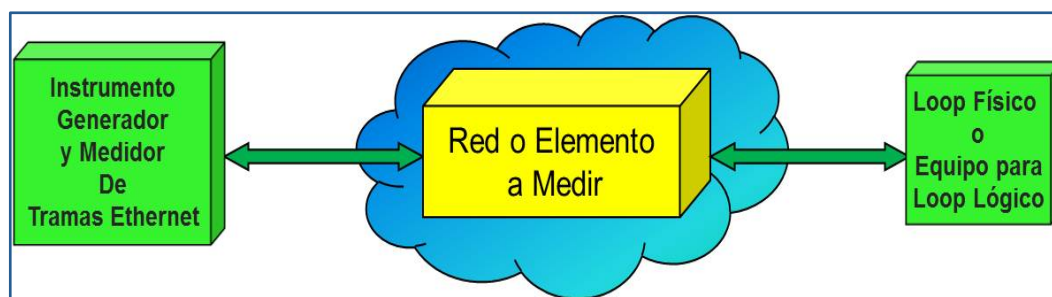 Instrumento
Generador
y Medidor
De
Tramas Ethernet
Red o Elemento
a Medir
Loop Físico
o
Equipo para
Loop Lógico